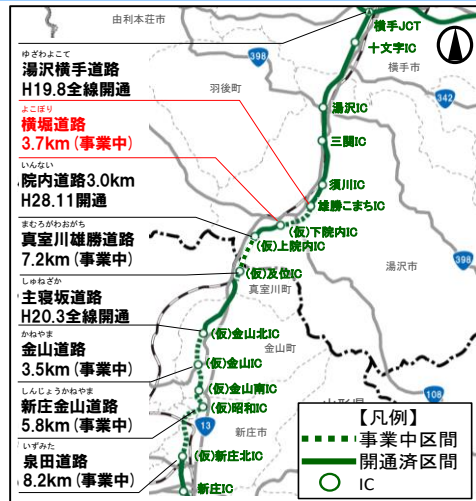 ゆざわよこて
湯沢横手道路
H19.8全線開通
よこぼり
横堀道路
3.7km(事業中)
いんない
院内道路3.0km
H28.11開通
まむろがわおがち
真室川雄勝道路
7.2km(事業中)
しゅねざか
主寝坂道路
H20.3全線開通
かねやま
金山道路
3.5km(事業中)
しんじょうかねやま
新庄金山道路
5.8km(事業中)
いずみた
泉田道路
8.2km(事業中)
由利本荘市
横手JCT
十文字IC
398
横手市
羽後町
342
湯沢IC
三関IC
須川IC
雄勝こまちIC
(仮)下院内IC
(仮)上院内IC
398
湯沢市
(仮)及位IC
真室川町
(仮)金山北IC
金山町
(仮)金山IC
(仮)金山南IC
108
(仮)昭和IC
13
新庄市
(仮)新庄北IC
新庄IC
【凡例】
事業中区間
開通済区間
IC